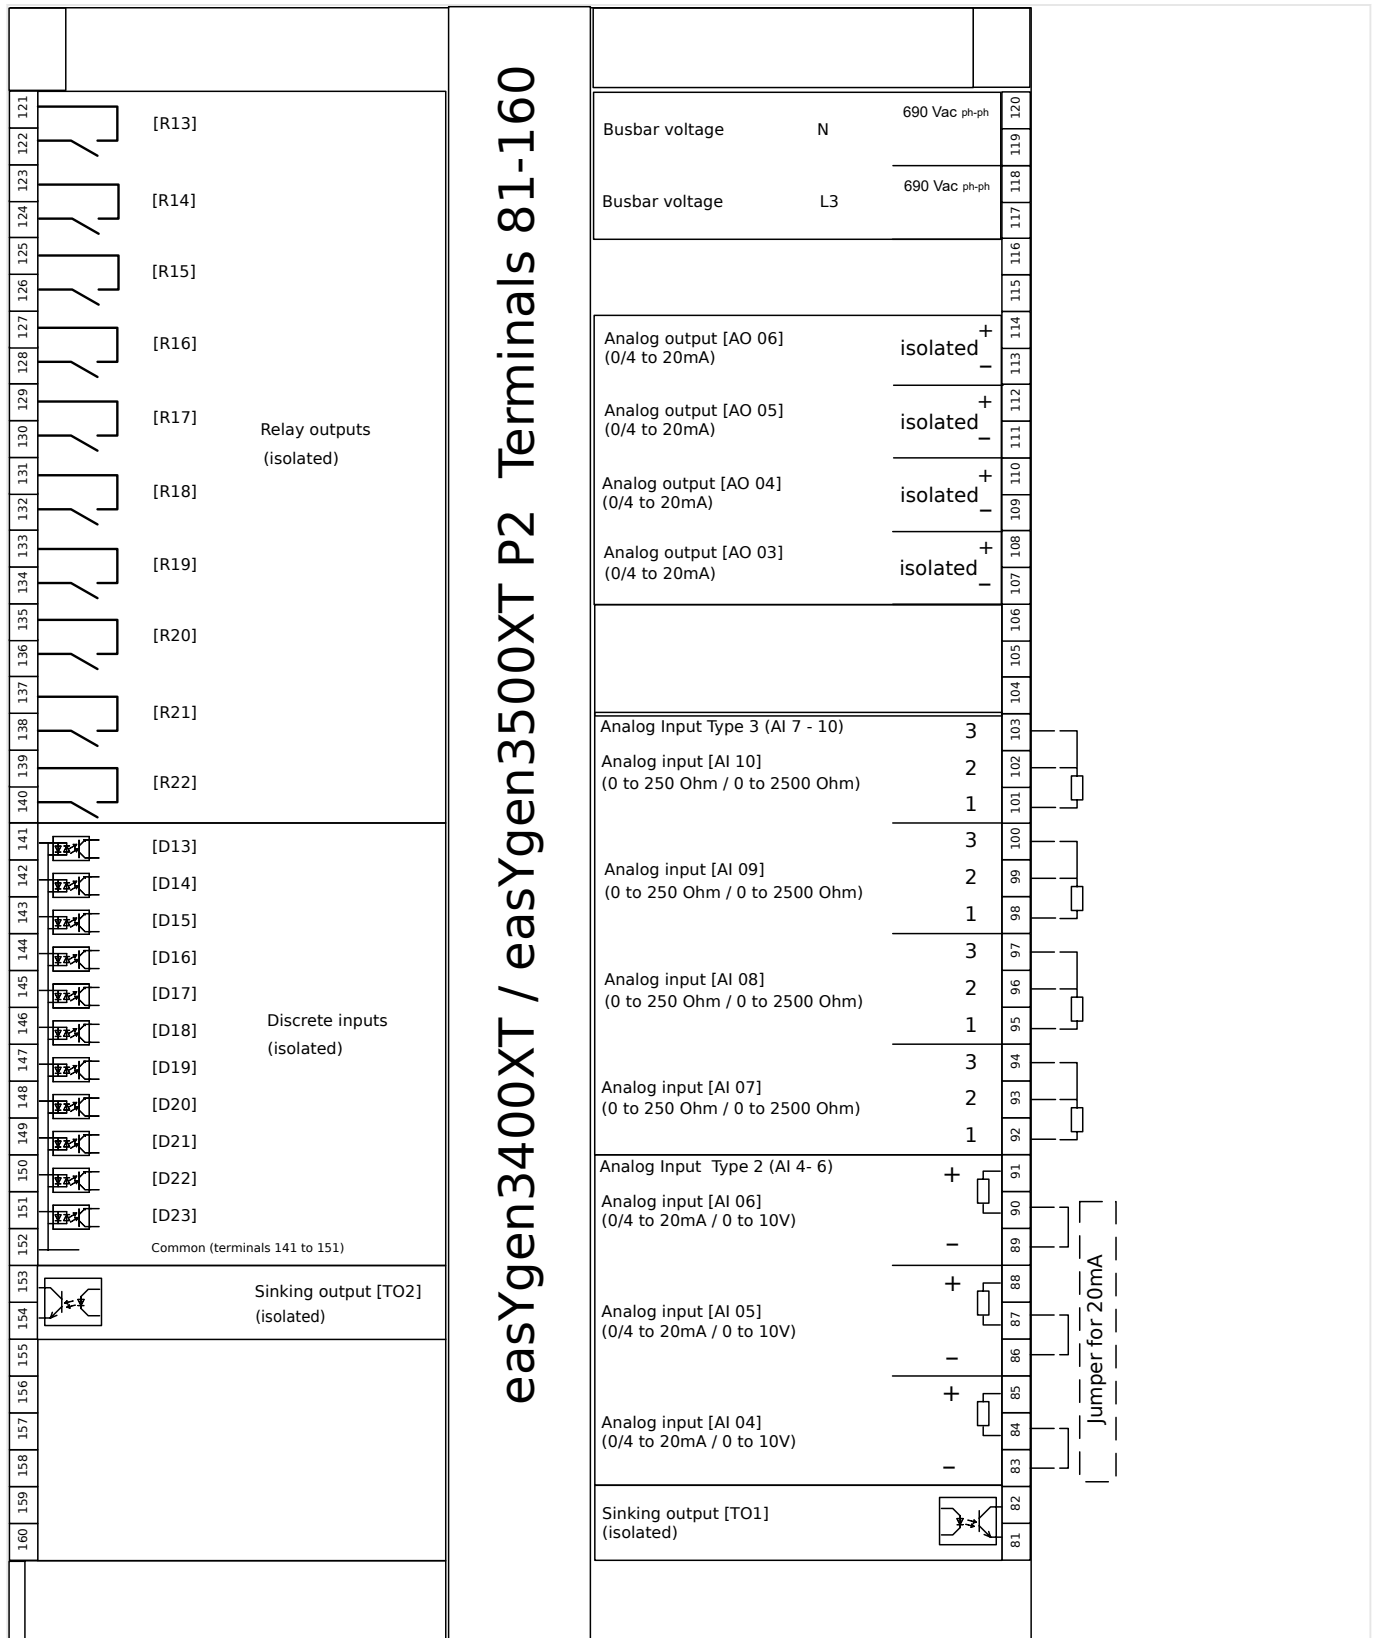 121
122
[R13]
123
124
[R14]
125
126
[R15]
127
128
[R16]
129
130
[R17]
Relay outputs
(isolated)
131
132
[R18]
133
134
[R19]
135
136
[R20]
137
138
[R21]
139
140
[R22]
141
[D13]
142
[D14]
143
[D15]
144
[D16]
145
[D17]
146
[D18]
Discrete inputs
(isolated)
147
[D19]
148
[D20]
149
[D21]
150
[D22]
151
[D23]
152
Common (terminals 141 to 151)
153
154
Sinking output [TO2]
(isolated)
155
156
157
158
159
160
easYgen3400XT / easYgen3500XT P2 Terminals 81-160
Busbar voltage N 690 Vac ph-ph
120
119
Busbar voltage L3 690 Vac ph-ph
118
117
116
115
Analog output [AO 06]
(0/4 to 20mA)
isolated
+
−
114
113
Analog output [AO 05]
(0/4 to 20mA)
isolated
+
−
112
111
Analog output [AO 04]
(0/4 to 20mA)
isolated
+
−
110
109
Analog output [AO 03]
(0/4 to 20mA)
isolated
+
−
108
107
106
105
104
Analog Input Type 3 (AI 7 - 10)
Analog input [AI 10]
(0 to 250 Ohm / 0 to 2500 Ohm)
3 103
2 102
1 101
Analog input [AI 09]
(0 to 250 Ohm / 0 to 2500 Ohm)
3 100
2 99
1 98
Analog input [AI 08]
(0 to 250 Ohm / 0 to 2500 Ohm)
3 97
2 96
1 95
Analog input [AI 07]
(0 to 250 Ohm / 0 to 2500 Ohm)
3 94
2 93
1 92
Analog Input Type 2 (AI 4- 6)
Analog input [AI 06]
(0/4 to 20mA / 0 to 10V)
+ 91
90
− 89
Analog input [AI 05]
(0/4 to 20mA / 0 to 10V)
+ 88
87
− 86
Analog input [AI 04]
(0/4 to 20mA / 0 to 10V)
+ 85
84
− 83
Jumper for 20mA
Sinking output [TO1]
(isolated)
82
81